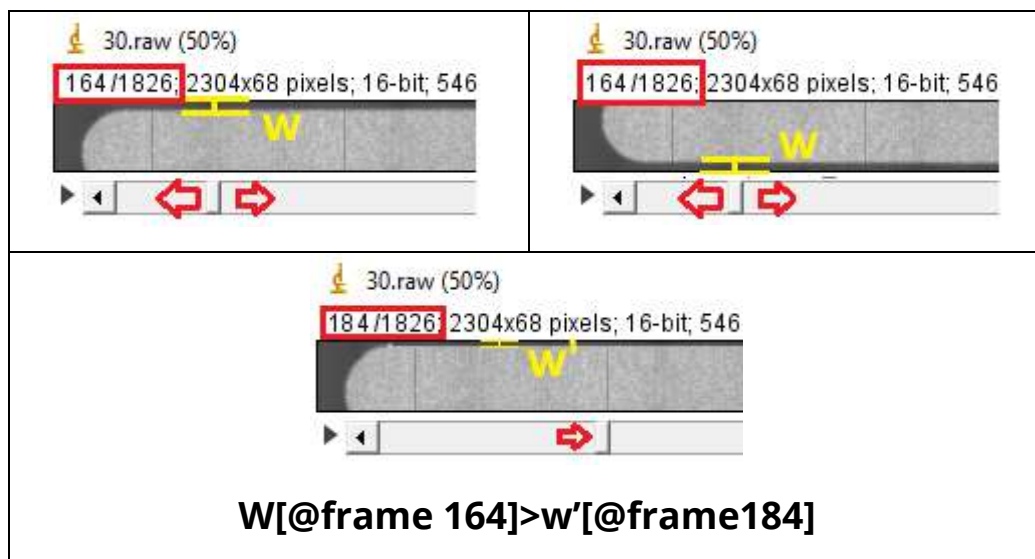 30.raw (50%)
164/1826; 2304x68 pixels; 16-bit; 546
W
30.raw (50%)
164/1826; 2304x68 pixels; 16-bit; 546
W
30.raw (50%)
184/1826; 2304x68 pixels; 16-bit; 546
W'
W[@frame 164]>w’[@frame184]